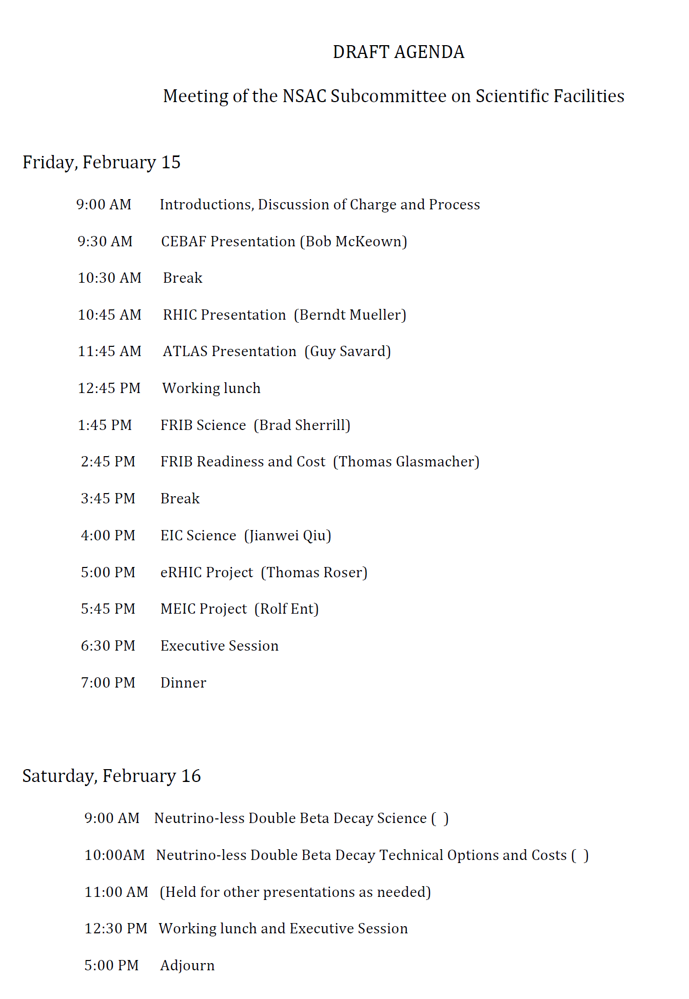 DRAFT AGENDA
Meeting of the NSAC Subcommittee on Scientific Facilities
Friday, February 15
9:00 AM Introductions, Discussion of Charge and Process
9:30 AM CEBAF Presentation (Bob McKeown)
10:30 AM Break
10:45 AM RHIC Presentation (Berndt Mueller)
11:45 AM ATLAS Presentation (Guy Savard)
12:45 PM Working lunch
1:45 PM FRIB Science (Brad Sherrill)
2:45 PM FRIB Readiness and Cost (Thomas Glasmacher)
3:45 PM Break
4:00 PM EIC Science (Jianwei Qiu)
5:00 PM eRHIC Project (Thomas Roser)
5:45 PM MEIC Project (Rolf Ent)
6:30 PM Executive Session
7:00 PM Dinner
Saturday, February 16
9:00 AM Neutrino-less Double Beta Decay Science ( )
10:00AM Neutrino-less Double Beta Decay Technical Options and Costs ( )
11:00 AM (Held for other presentations as needed)
12:30 PM Working lunch and Executive Session
5:00 PM Adjourn